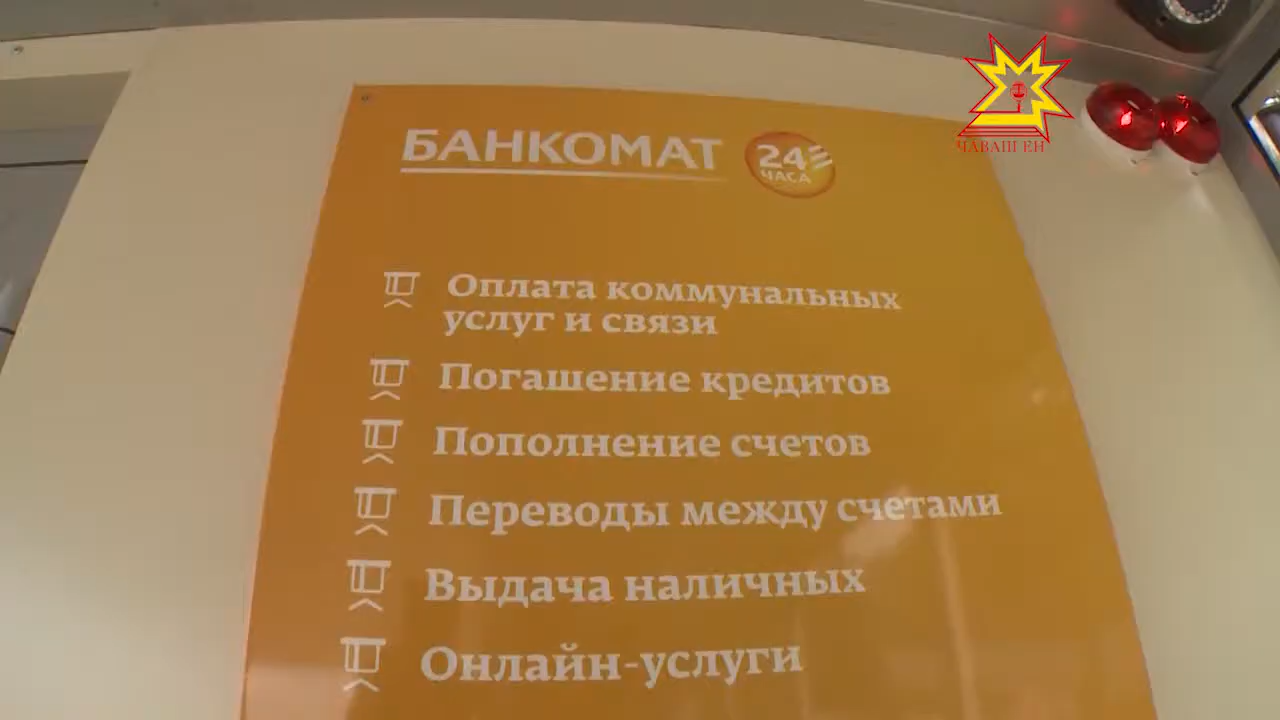 БАНКОМАТ 24 ЧАСА
ЧАВАШ ЕН
Оплата коммунальных
услуг и связи
Погашение кредитов
Пополнение счетов
Переводы между счетами
Выдача наличных
Онлайн-услуги